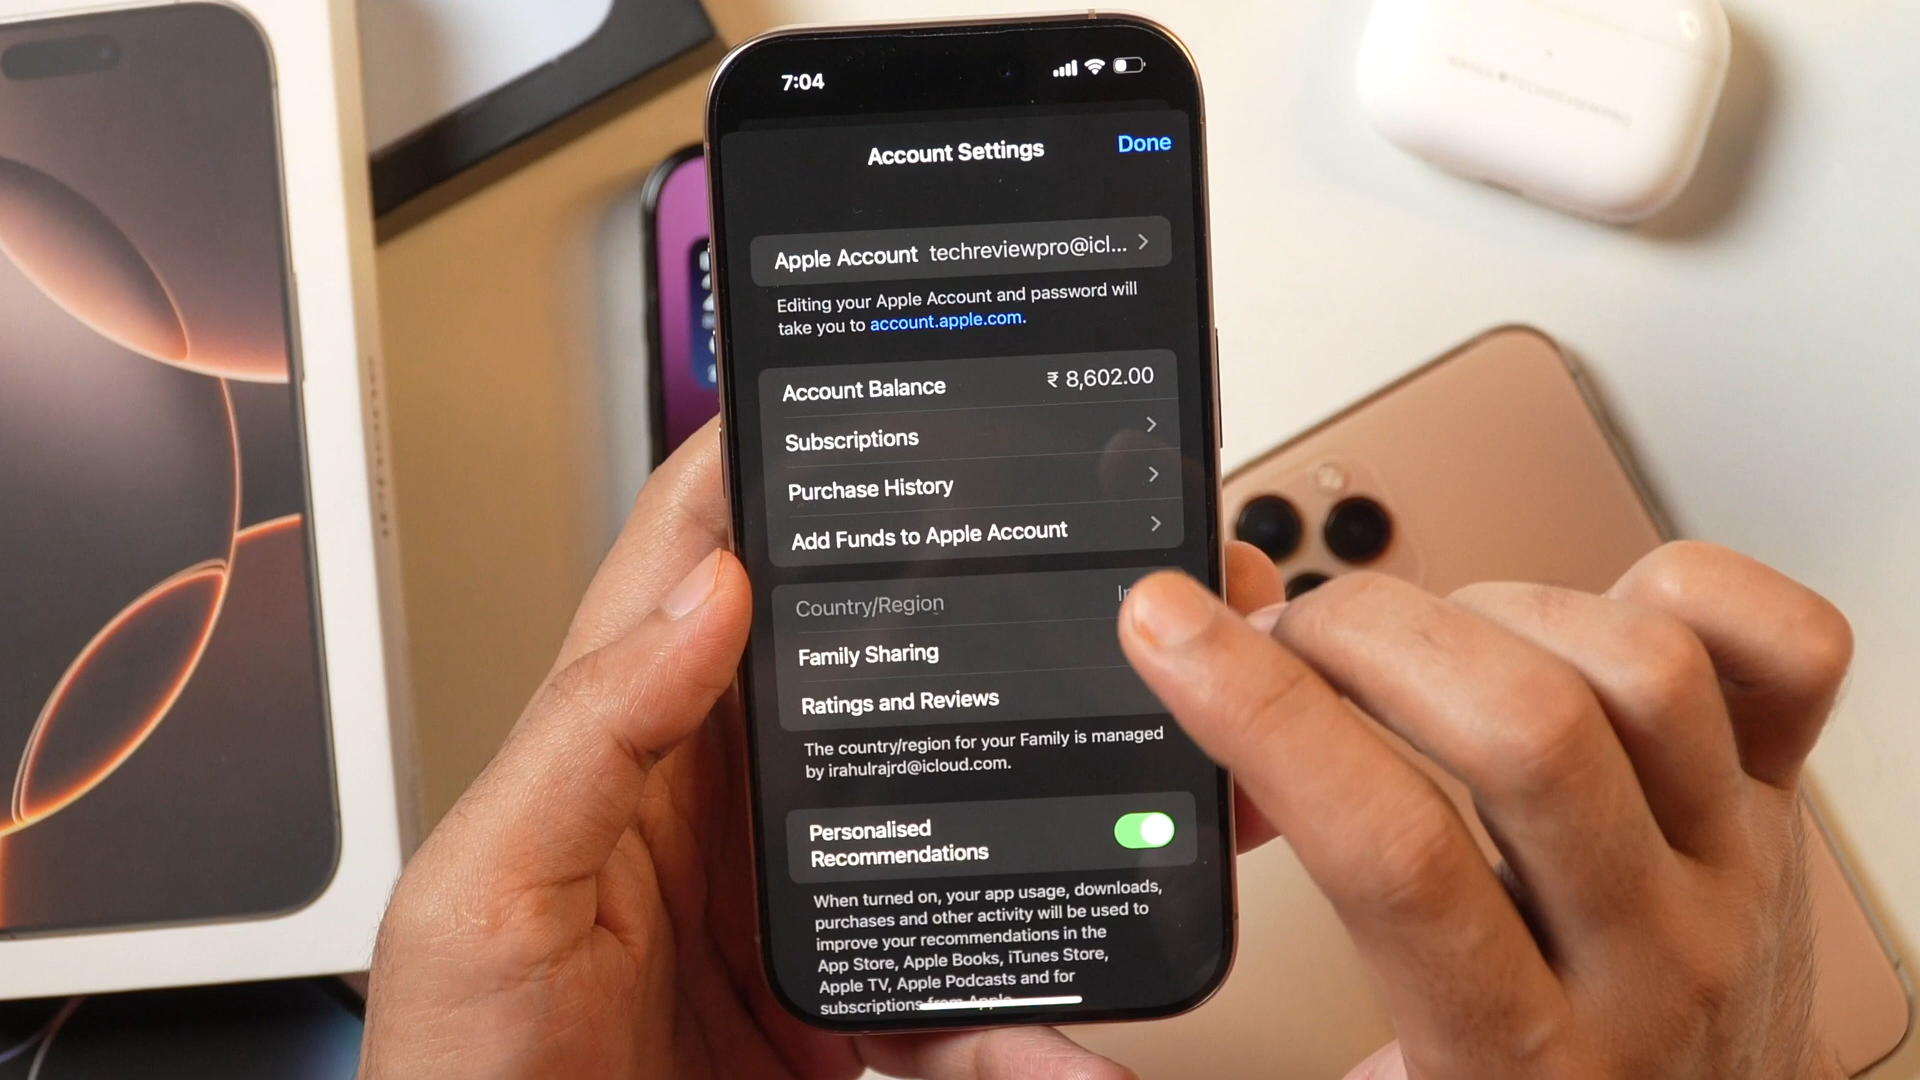 7:04
Account Settings
Done
Apple Account techreviewpro@icl...
Editing your Apple Account and password will
take you to account.apple.com.
Account Balance ₹ 8,602.00
Subscriptions
Purchase History
Add Funds to Apple Account
Country/Region
Family Sharing
Ratings and Reviews
The country/region for your Family is managed
by irahulrajrd@icloud.com.
Personalised
Recommendations
When turned on, your app usage, downloads,
purchases and other activity will be used to
improve your recommendations in the
App Store, Apple Books, iTunes Store,
Apple TV, Apple Podcasts and for
subscriptions from Apple